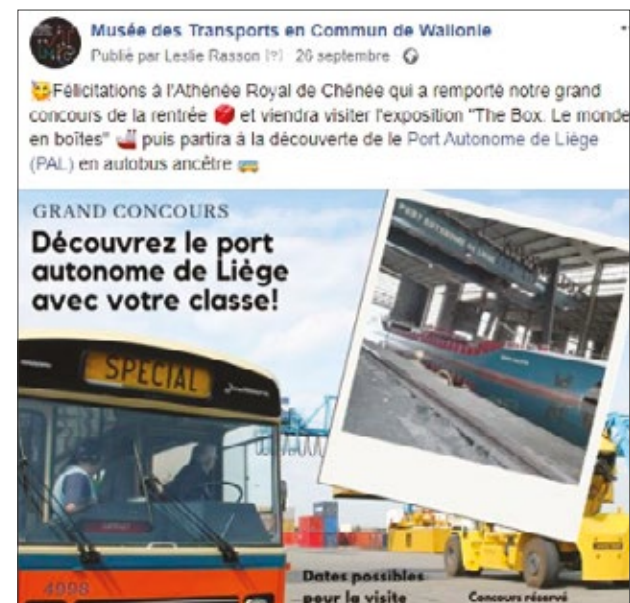 Musée des Transports en Commun de Wallonie
Publié par Leslie Rasson [?] · 26 septembre ·
Félicitations à l'Athénée Royal de Chênée qui a remporté notre grand
concours de la rentrée et viendra visiter l'exposition "The Box. Le monde
en boîtes" puis partira à la découverte de le Port Autonome de Liège
(PAL) en autobus ancêtre
GRAND CONCOURS
Découvrez le port
autonome de Liège
avec votre classe!
PORT AUTONOME DE LIEGE
SPECIAL
4998
Dates possibles
pour la visite
Concours réservé